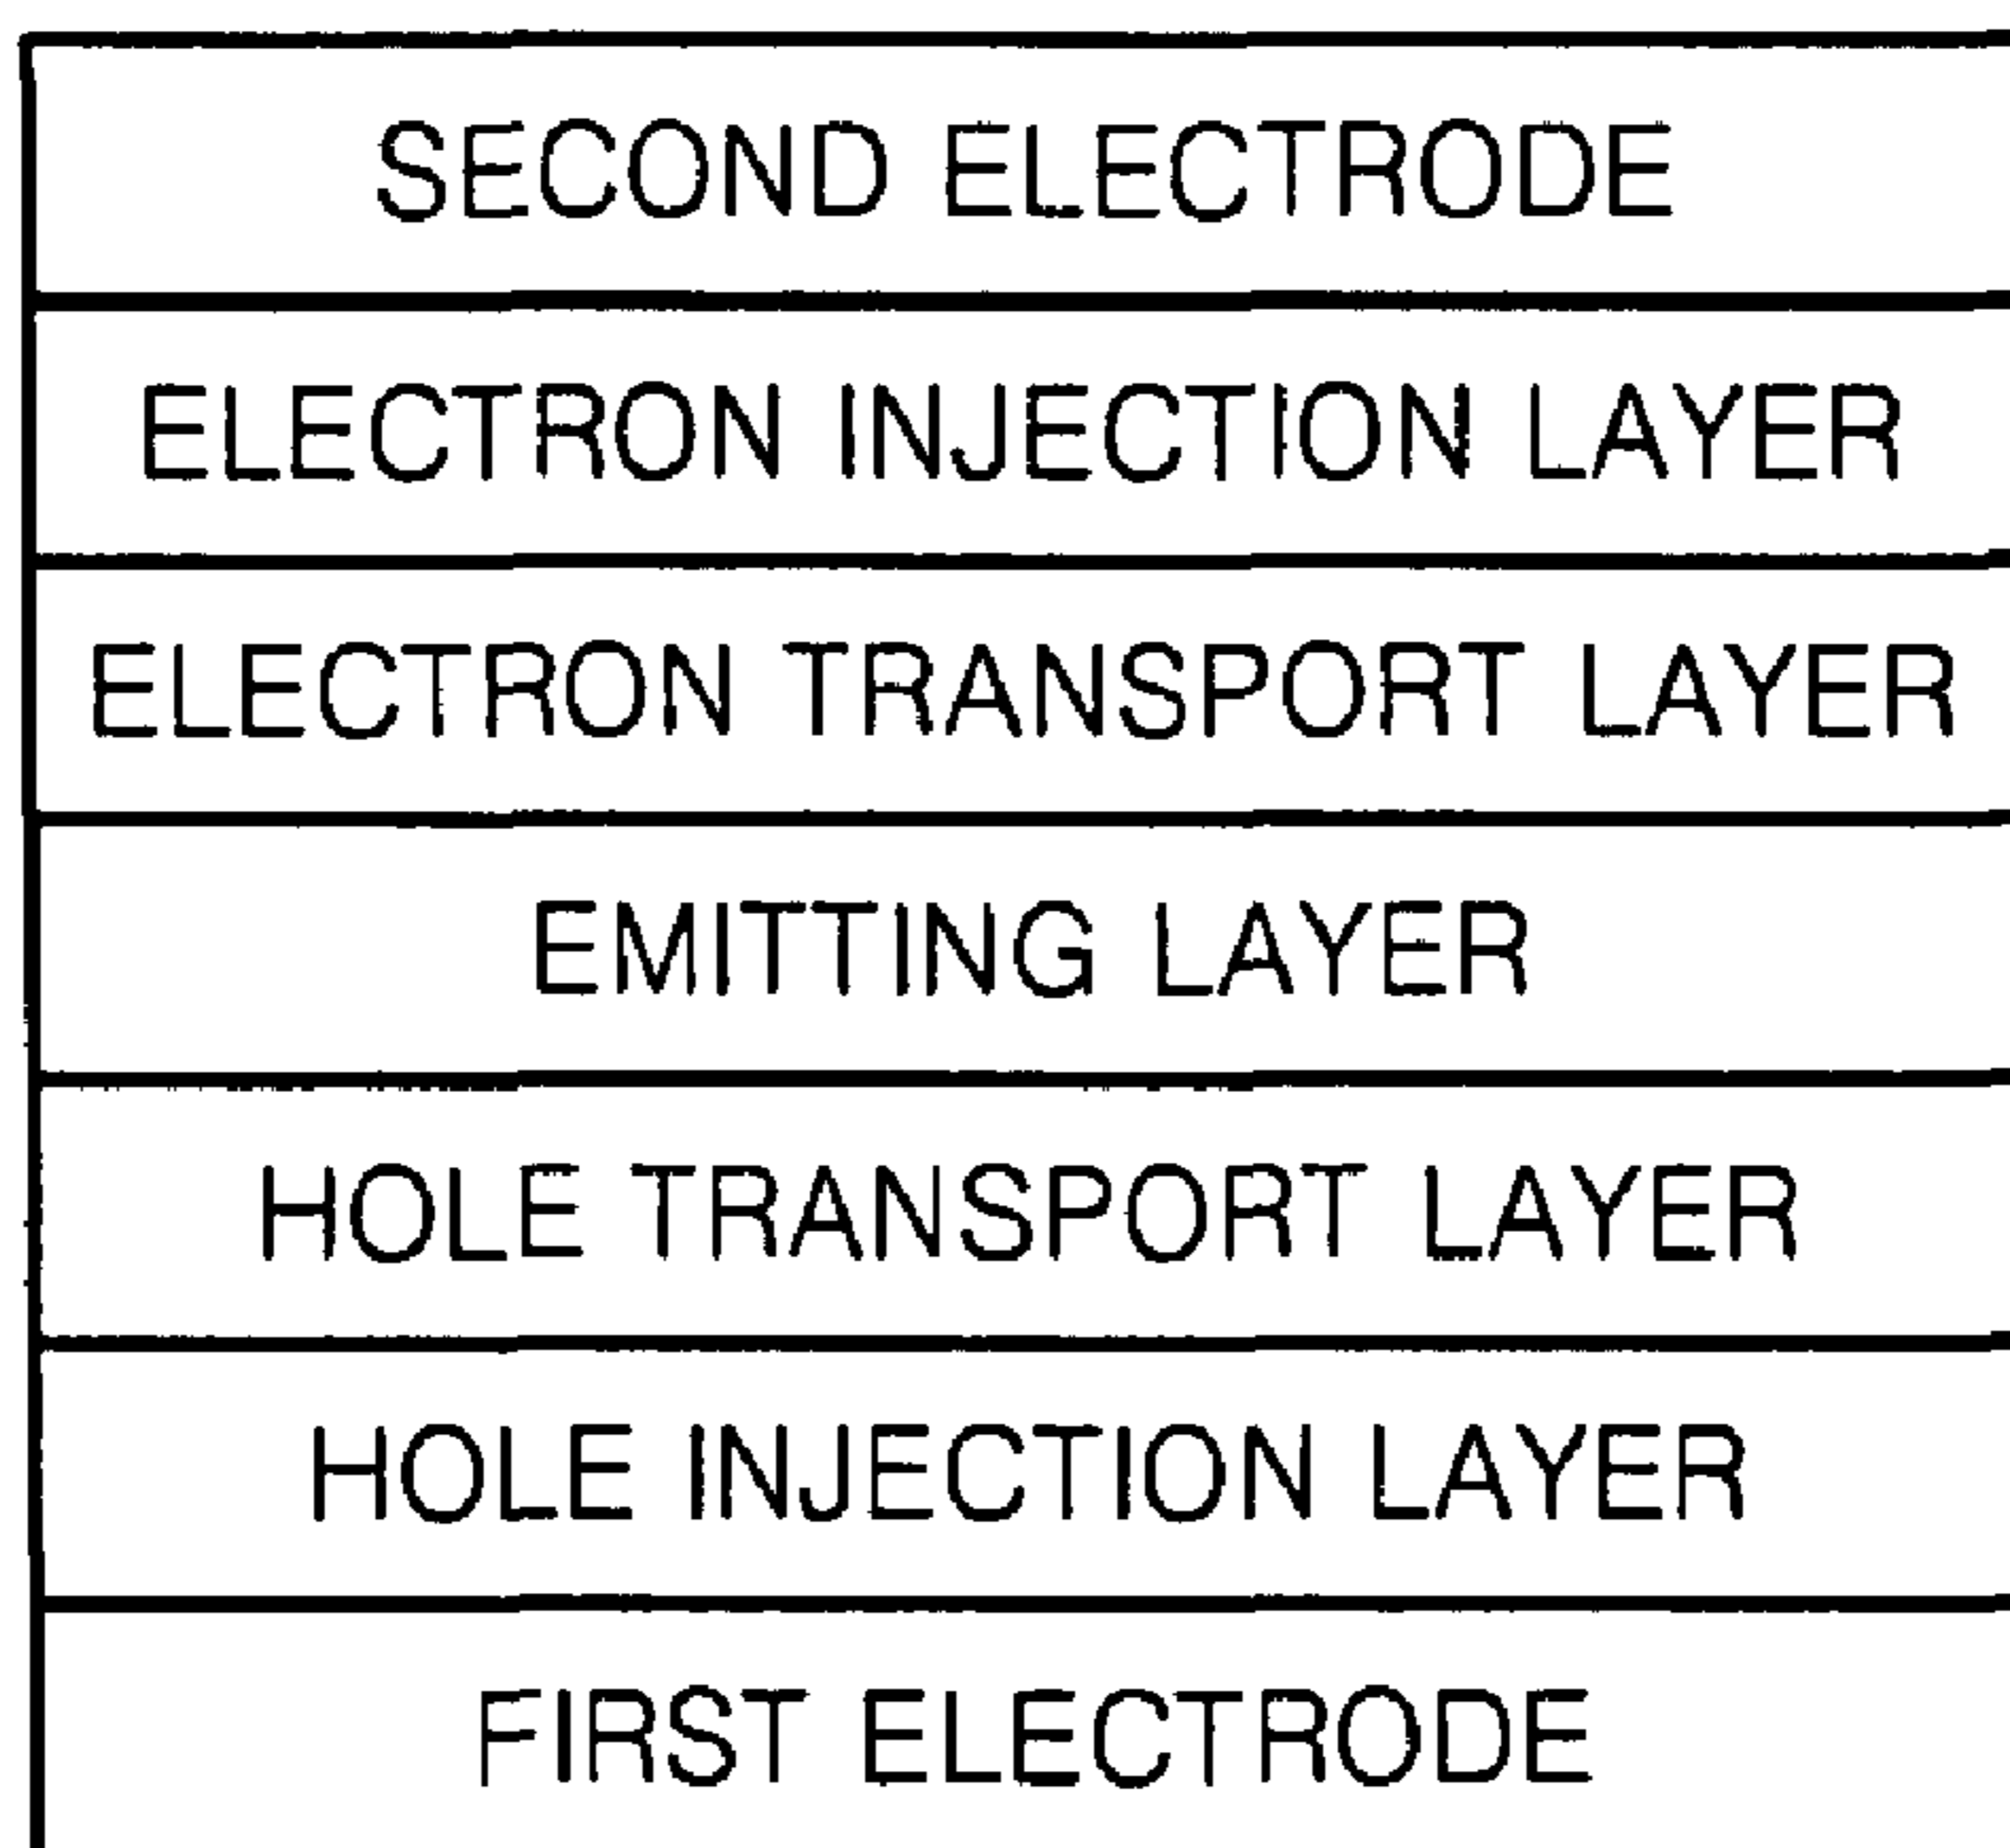 SECOND ELECTRODE
ELECTRON INJECTION LAYER
ELECTRON TRANSPORT LAYER
EMITTING LAYER
HOLE TRANSPORT LAYER
HOLE INJECTION LAYER
FIRST ELECTRODE